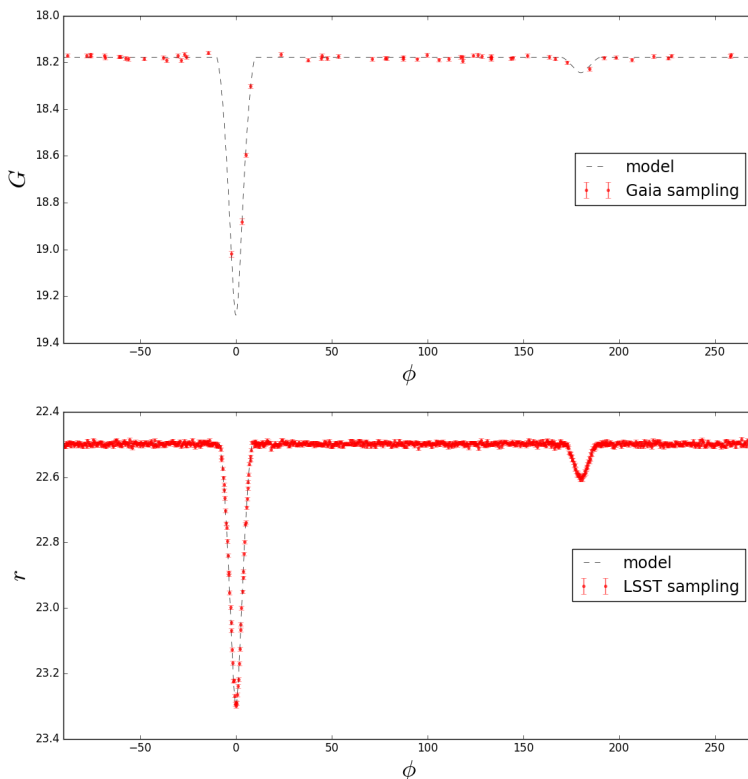 18.0
18.2
18.4
18.6
18.8
19.0
19.2
19.4
G
model
Gaia sampling
−50 0 50 100 150 200 250
ϕ
22.4
22.6
22.8
23.0
23.2
23.4
r
model
LSST sampling
−50 0 50 100 150 200 250
ϕ